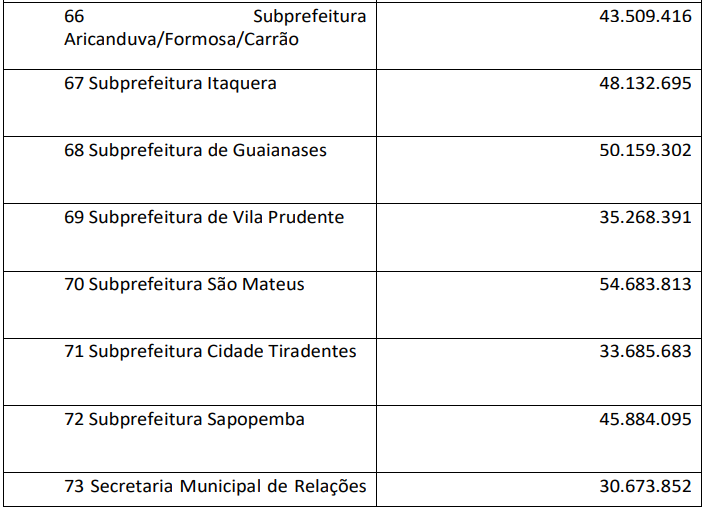 66 Subprefeitura 43.509.416
Aricanduva/Formosa/Carrão
67 Subprefeitura Itaquera 48.132.695
68 Subprefeitura de Guaianases 50.159.302
69 Subprefeitura de Vila Prudente 35.268.391
70 Subprefeitura São Mateus 54.683.813
71 Subprefeitura Cidade Tiradentes 33.685.683
72 Subprefeitura Sapopemba 45.884.095
73 Secretaria Municipal de Relações 30.673.852